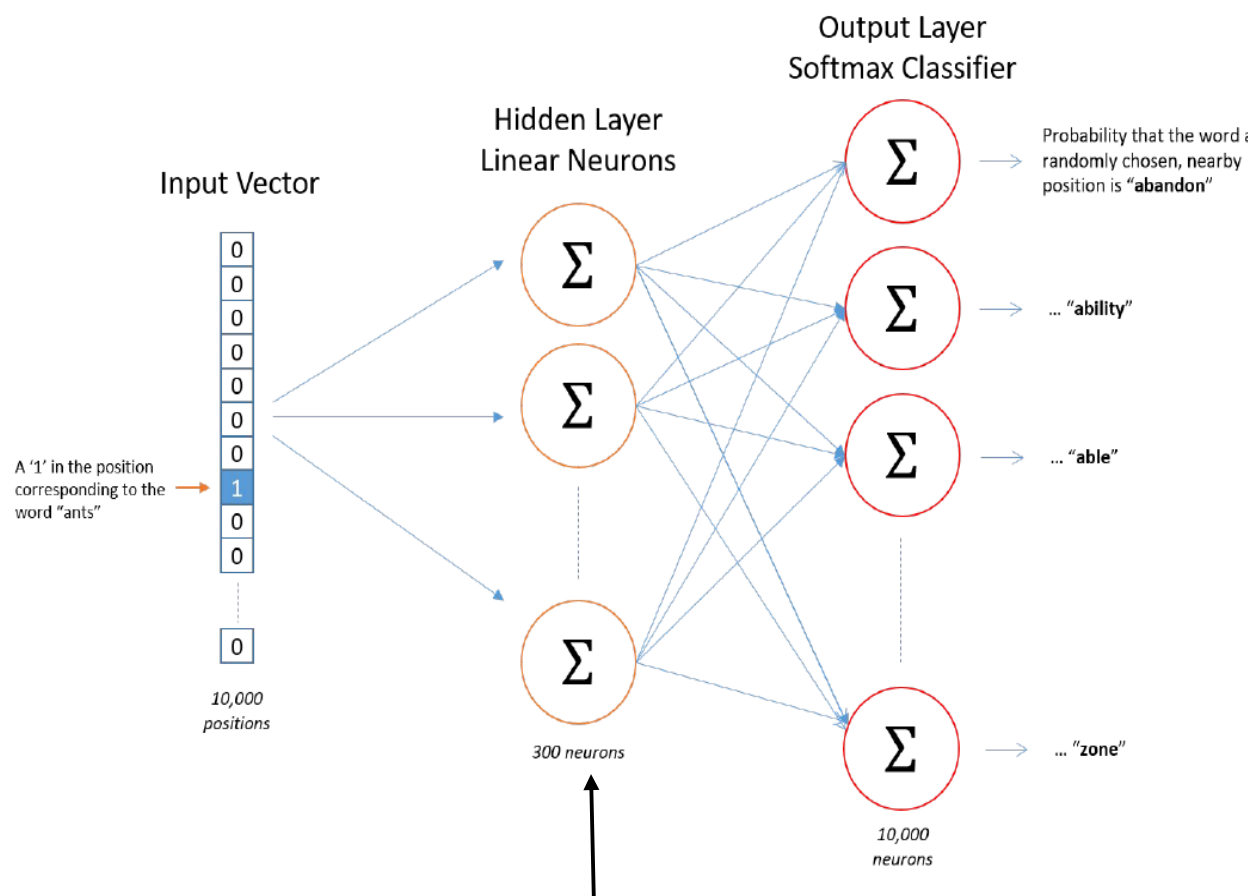 Output Layer
Softmax Classifier
Hidden Layer
Linear Neurons
Input Vector
0
0
0
0
0
0
0
1
0
0
0
A ‘1’ in the position
corresponding to the
word “ants”
10,000
positions
Σ
Σ
Σ
300 neurons
Σ
Σ
Σ
Σ
10,000
neurons
Probability that the word a
randomly chosen, nearby
position is “abandon”
... “ability”
... “able”
... “zone”